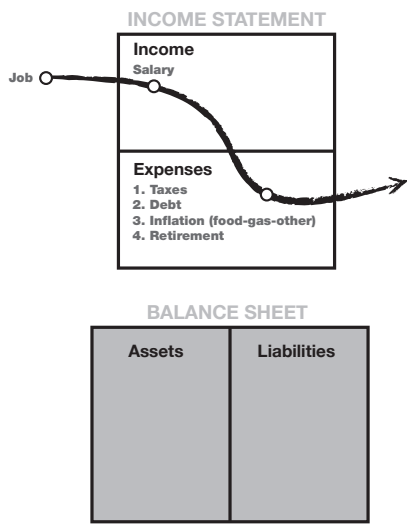 INCOME STATEMENT
Income
Salary
Job
Expenses
1. Taxes
2. Debt
3. Inflation (food-gas-other)
4. Retirement
BALANCE SHEET
Assets
Liabilities